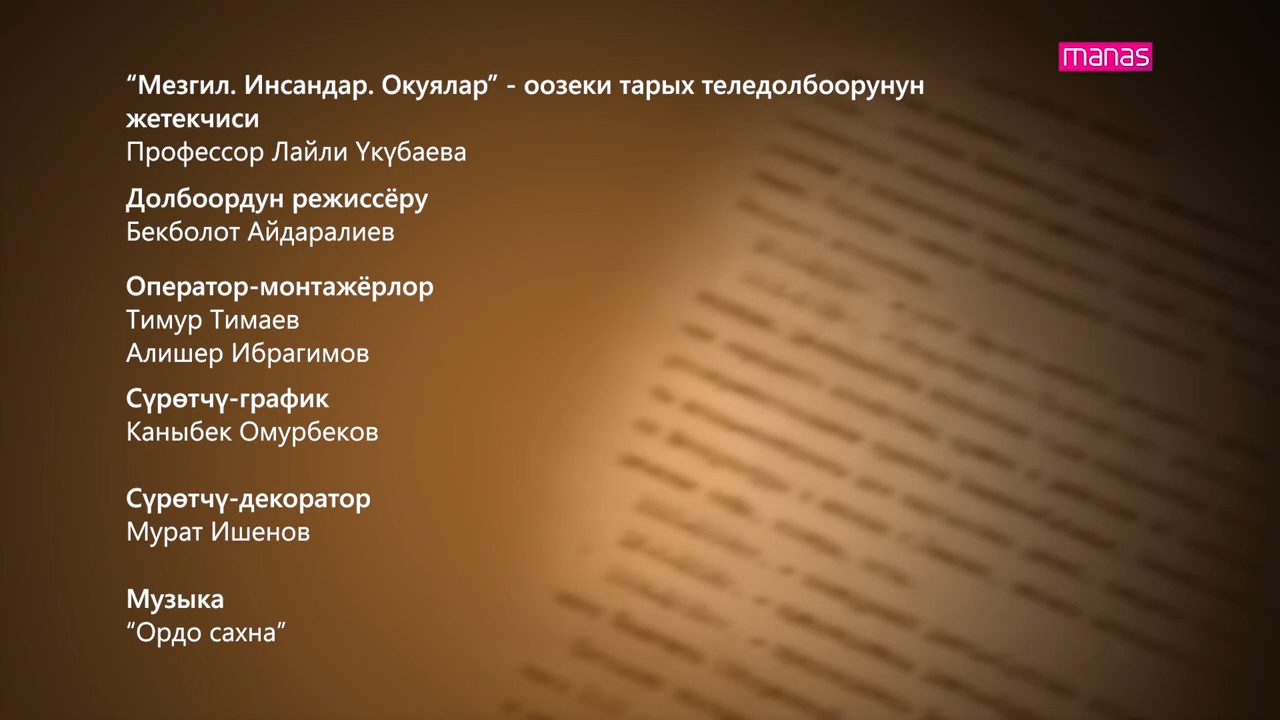 manas
“Мезгил. Инсандар. Окуялар” - оозеки тарых теледолбоорунун
жетекчиси
Профессор Лайли Үкүбаева
Долбоордун режиссёру
Бекболот Айдаралиев
Оператор-монтажёрлор
Тимур Тимаев
Алишер Ибрагимов
Сүрөтчү-график
Каныбек Омурбеков
Сүрөтчү-декоратор
Мурат Ишенов
Музыка
“Ордо сахна”